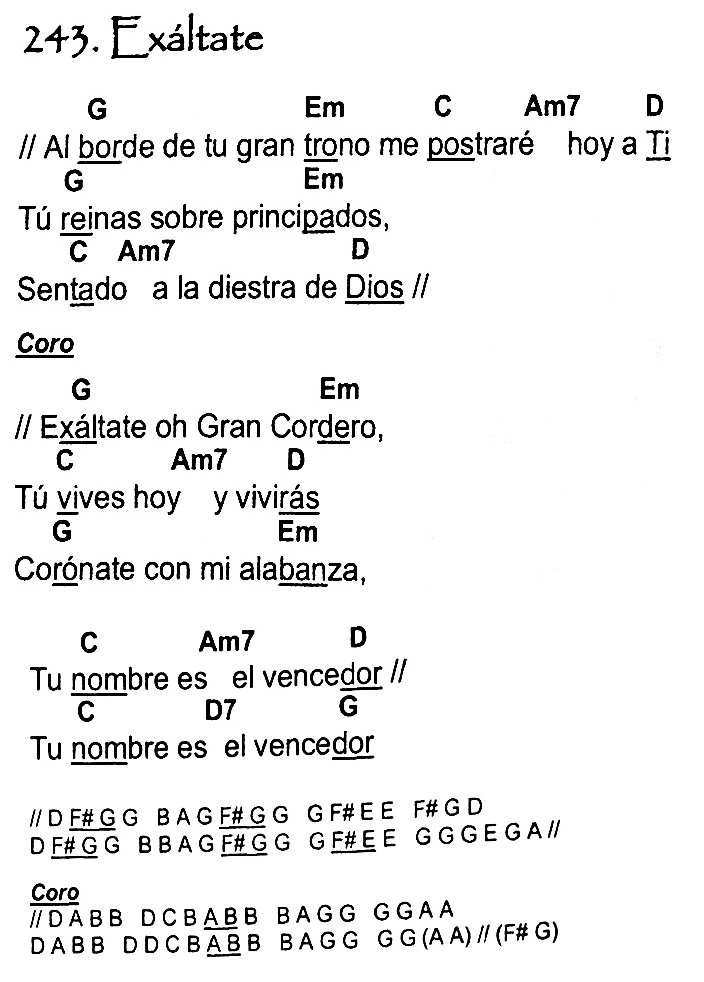 243. Exáltate
G Em C Am7 D
// Al borde de tu gran trono me postraré hoy a Ti
G Em
Tú reinas sobre principados,
C Am7 D
Sentado a la diestra de Dios //
Coro
G Em
// Exáltate oh Gran Cordero,
C Am7 D
Tú vives hoy y vivirás
G Em
Corónate con mi alabanza,
C Am7 D
Tu nombre es el vencedor //
C D7 G
Tu nombre es el vencedor
// D F# G G B A G F# G G G F# E E F# G D
D F# G G B B A G F# G G G F# E E G G G E G A //
Coro
// D A B B D C B A B B B A G G G G A A
D A B B D D C B A B B B A G G G G (A A) // (F# G)